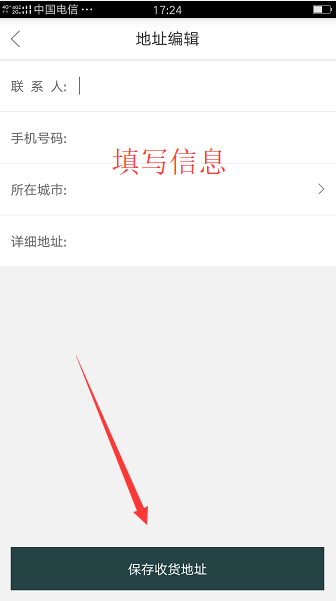 中国电信 ··· 17:24
地址编辑
联 系 人:
手机号码:
填写信息
所在城市:
详细地址:
保存收货地址